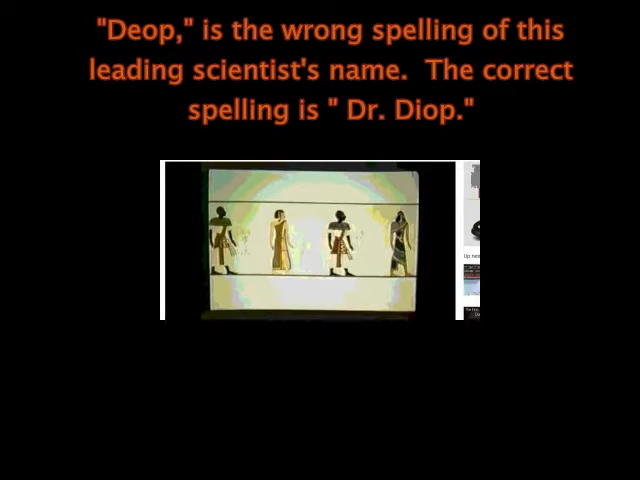 "Deop," is the wrong spelling of this
leading scientist's name.  The correct
spelling is " Dr. Diop."